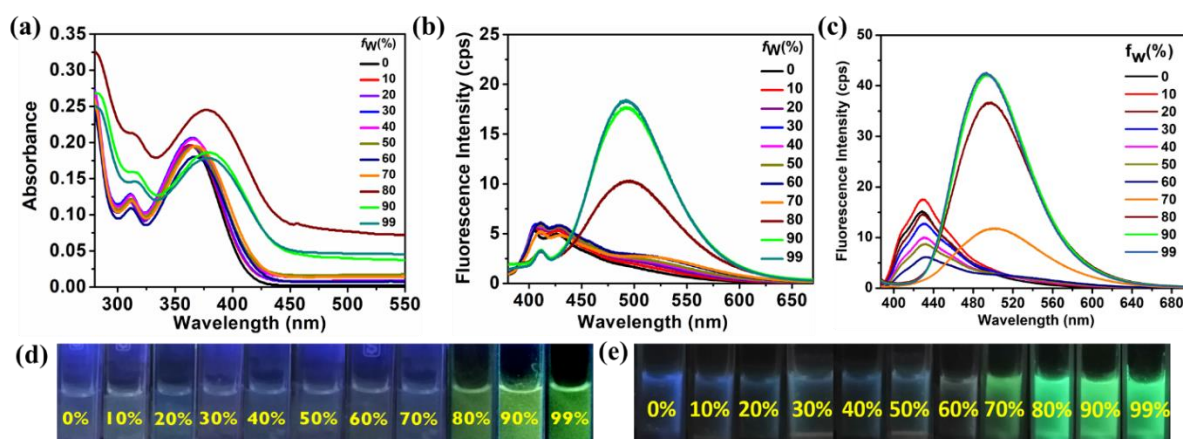 (a)
0.35
0.30
0.25
0.20
0.15
0.10
0.05
0.00
Absorbance
300 350 400 450 500 550
Wavelength (nm)
fW(%)
0
10
20
30
40
50
60
70
80
90
99
(b)
25
20
15
10
5
0
Fluorescence Intensity (cps)
400 450 500 550 600 650
Wavelength (nm)
fW(%)
0
10
20
30
40
50
60
70
80
90
99
(c)
50
40
30
20
10
0
Fluorescence Intensity (cps)
400 440 480 520 560 600 640 680
Wavelength (nm)
fW(%)
0
10
20
30
40
50
60
70
80
90
99
(d)
0% 10% 20% 30% 40% 50% 60% 70% 80% 90% 99%
(e)
0% 10% 20% 30% 40% 50% 60% 70% 80% 90% 99%